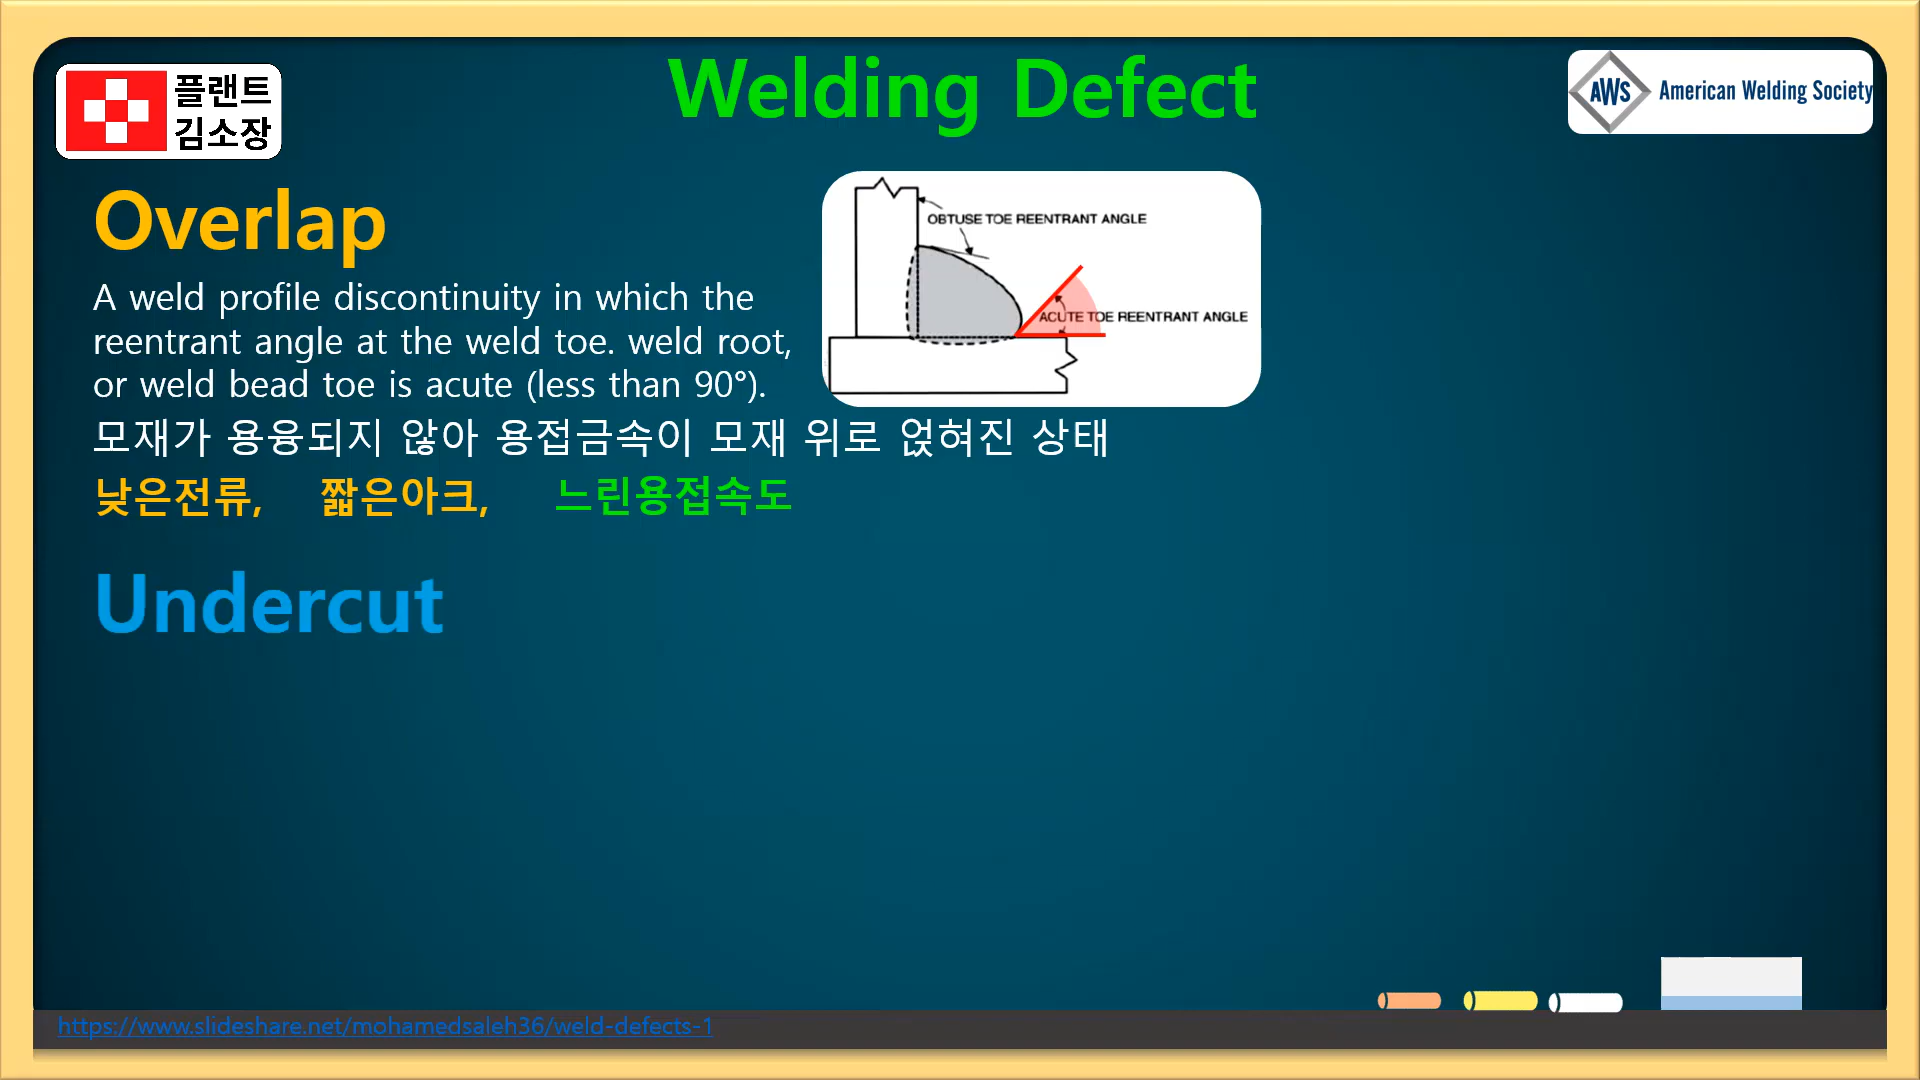 플랜트
김소장
Welding Defect
AWS American Welding Society
Overlap
A weld profile discontinuity in which the
reentrant angle at the weld toe. weld root,
or weld bead toe is acute (less than 90°).
OBTUSE TOE REENTRANT ANGLE
ACUTE TOE REENTRANT ANGLE
모재가 용융되지 않아 용접금속이 모재 위로 얹혀진 상태
낮은전류, 짧은아크, 느린용접속도
Undercut
https://www.slideshare.net/mohamedsaleh36/weld-defects-1